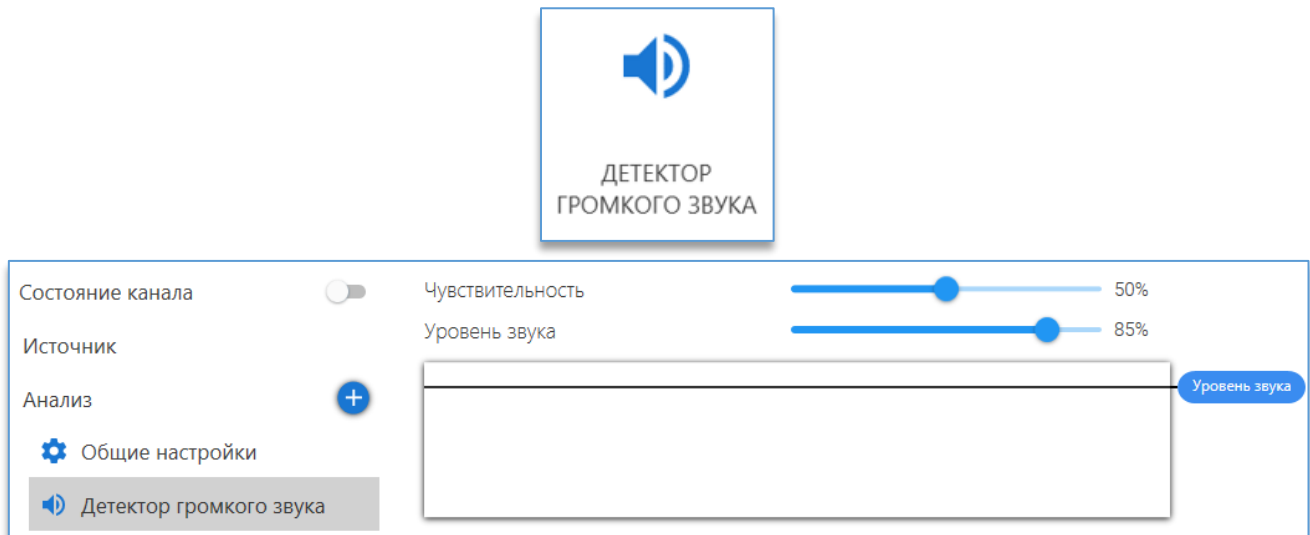 ДЕТЕКТОР
ГРОМКОГО ЗВУКА
Состояние канала
Чувствительность 50%
Уровень звука 85%
Источник
Уровень звука
Анализ
Общие настройки
Детектор громкого звука